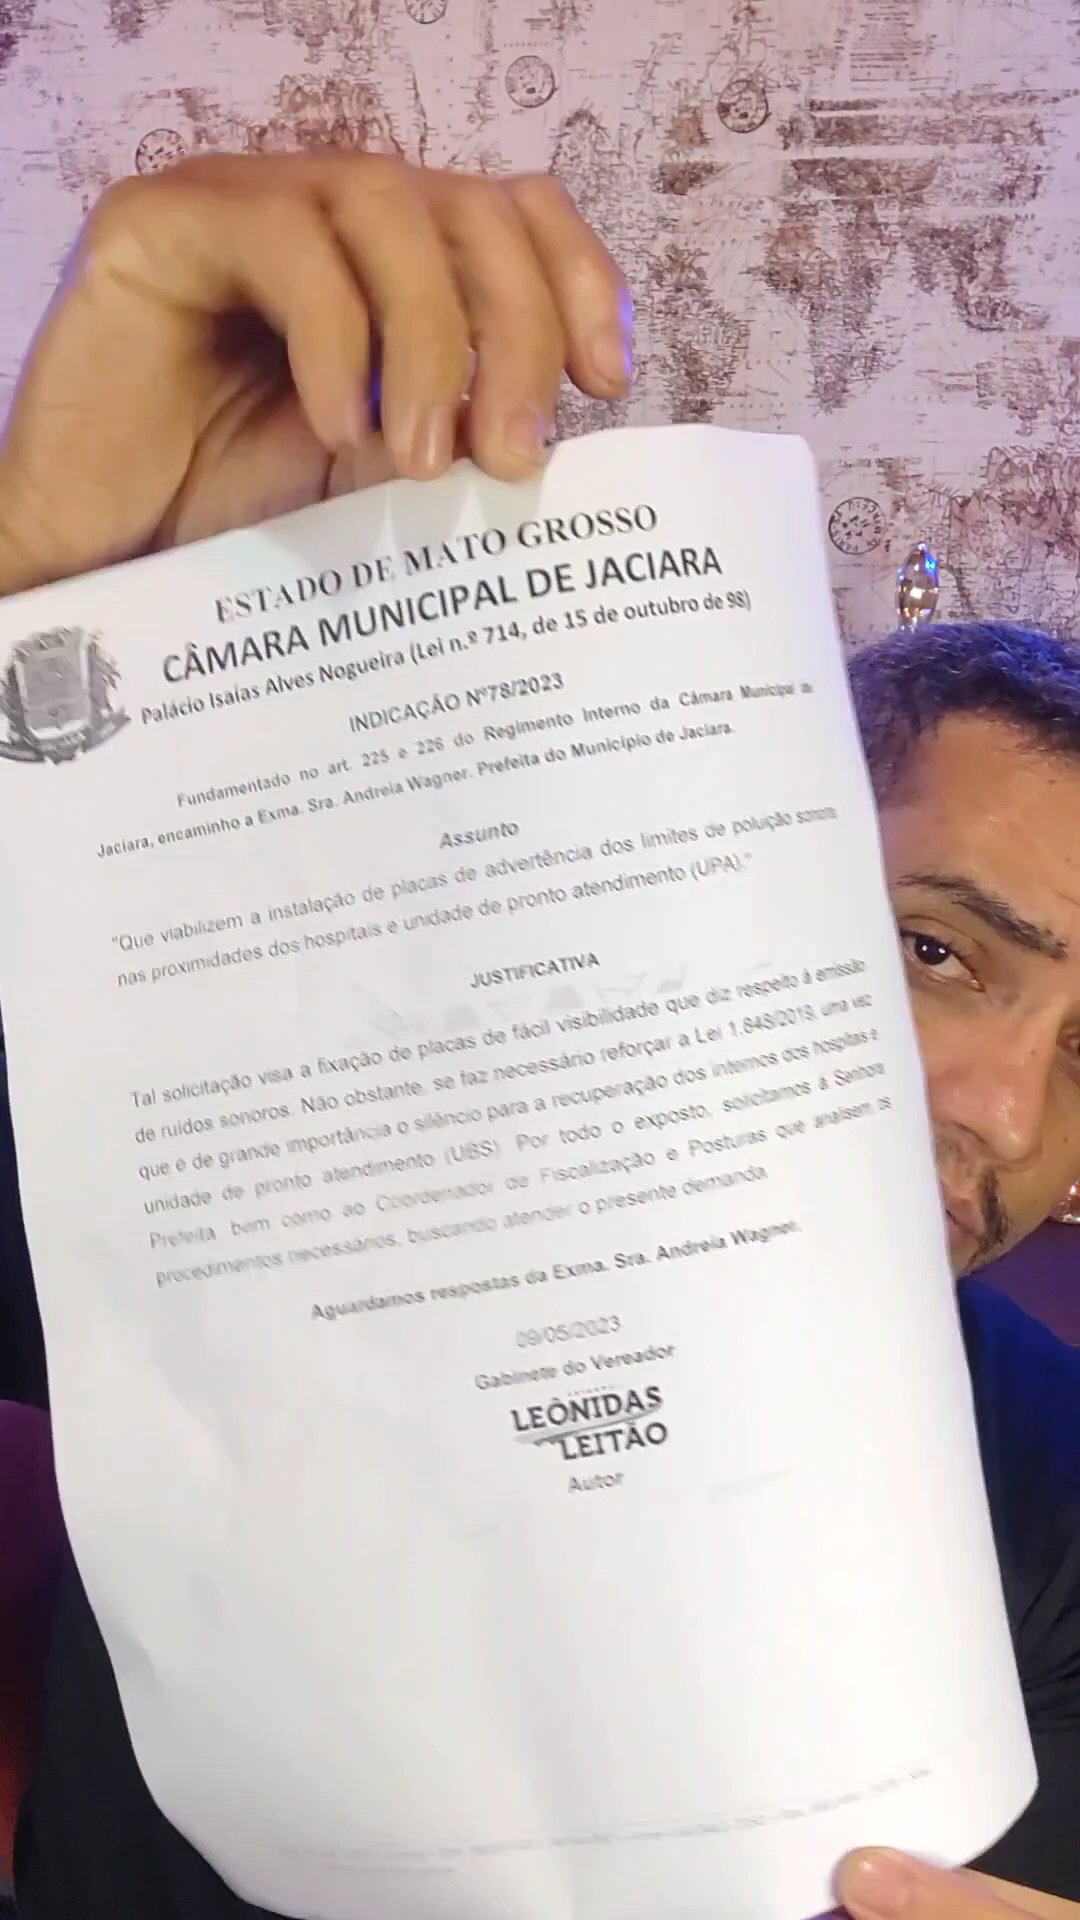 ESTADO DE MATO GROSSO
CÂMARA MUNICIPAL DE JACIARA
Palácio Isaías Alves Nogueira (Lei n.º 714, de 15 de outubro de 98)
INDICAÇÃO Nº78/2023
Fundamentado no art. 225 e 226 do Regimento Interno da Câmara Municipal de
Jaciara, encaminho a Exma. Sra. Andreia Wagner. Prefeita do Município de Jaciara.
Assunto
"Que viabilizem a instalação de placas de advertência dos limites de poluição sonora
nas proximidades dos hospitais e unidade de pronto atendimento (UPA)."
JUSTIFICATIVA
Tal solicitação visa a fixação de placas de fácil visibilidade que diz respeito à emissão
de ruídos sonoros. Não obstante, se faz necessário reforçar a Lei uma vez
que é de grande importância o silêncio para a recuperação dos internos dos hospitais e
unidade de pronto atendimento (UBS) Por todo o exposto, solicitamos à Senhora
Prefeita bem como ao Coordenador de Fiscalização e Posturas que analisem os
procedimentos necessários, buscando atender o presente demanda.
Aguardamos respostas da Exma. Sra. Andreia Wagner.
09/05/2023
Gabinete do Vereador
LEÔNIDAS
LEITÃO
Autor